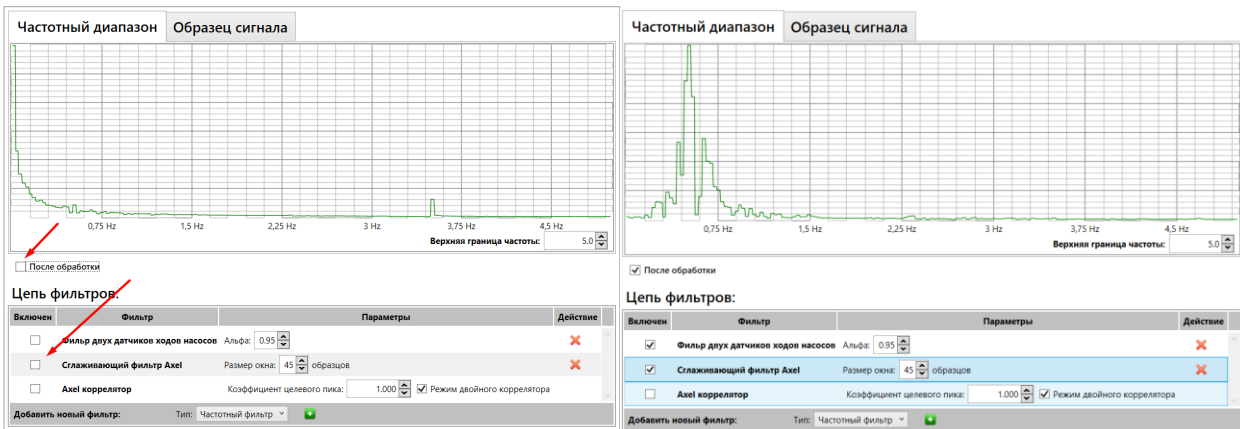 Частотный диапазон Образец сигнала
0,75 Hz 1,5 Hz 2,25 Hz 3 Hz 3,75 Hz 4,5 Hz
Верхняя граница частоты: 5.0
После обработки
Цепь фильтров:
Включен Фильтр Параметры Действие
Фильр двух датчиков ходов насосов Альфа: 0.95
Сглаживающий фильтр Axel Размер окна: 45 образцов
Axel коррелятор Коэффициент целевого пика: 1.000 Режим двойного коррелятора
Добавить новый фильтр: Тип: Частотный фильтр
Частотный диапазон Образец сигнала
0,75 Hz 1,5 Hz 2,25 Hz 3 Hz 3,75 Hz 4,5 Hz
Верхняя граница частоты: 5.0
После обработки
Цепь фильтров:
Включен Фильтр Параметры Действие
Фильр двух датчиков ходов насосов Альфа: 0.95
Сглаживающий фильтр Axel Размер окна: 45 образцов
Axel коррелятор Коэффициент целевого пика: 1.000 Режим двойного коррелятора
Добавить новый фильтр: Тип: Частотный фильтр